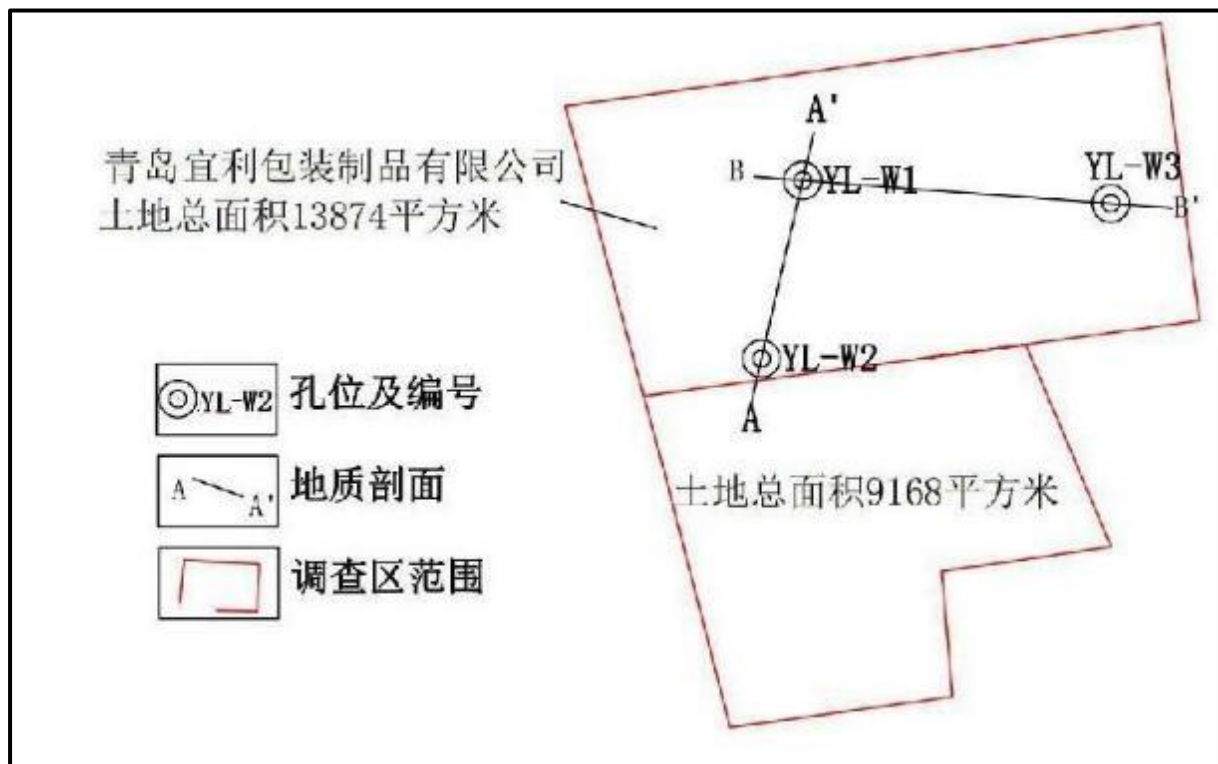 A'
青岛宜利包装制品有限公司
土地总面积13874平方米
B
YL-W1
YL-W3
B'
YL-W2
A
YL-W2 孔位及编号
A A' 地质剖面
调查区范围
土地总面积9168平方米